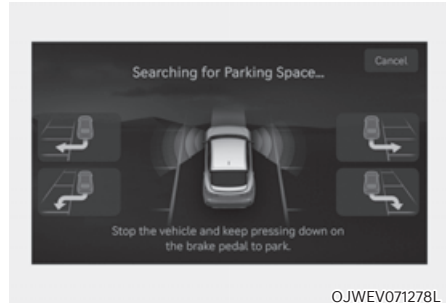 Cancel
Searching for Parking Space...
Stop the vehicle and keep pressing down on
the brake pedal to park.
OJWEV071278L